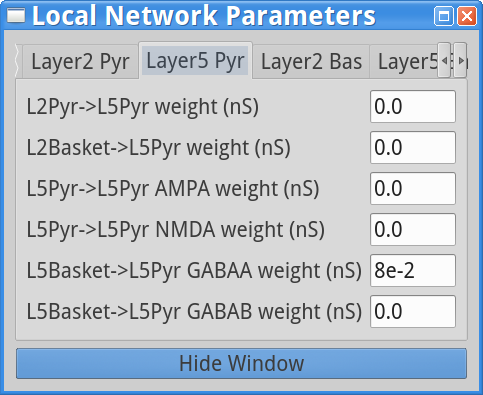 Local Network Parameters
Layer2 Pyr Layer5 Pyr Layer2 Bas Layer5
L2Pyr->L5Pyr weight (nS) 0.0
L2Basket->L5Pyr weight (nS) 0.0
L5Pyr->L5Pyr AMPA weight (nS) 0.0
L5Pyr->L5Pyr NMDA weight (nS) 0.0
L5Basket->L5Pyr GABAA weight (nS) 8e-2
L5Basket->L5Pyr GABAB weight (nS) 0.0
Hide Window